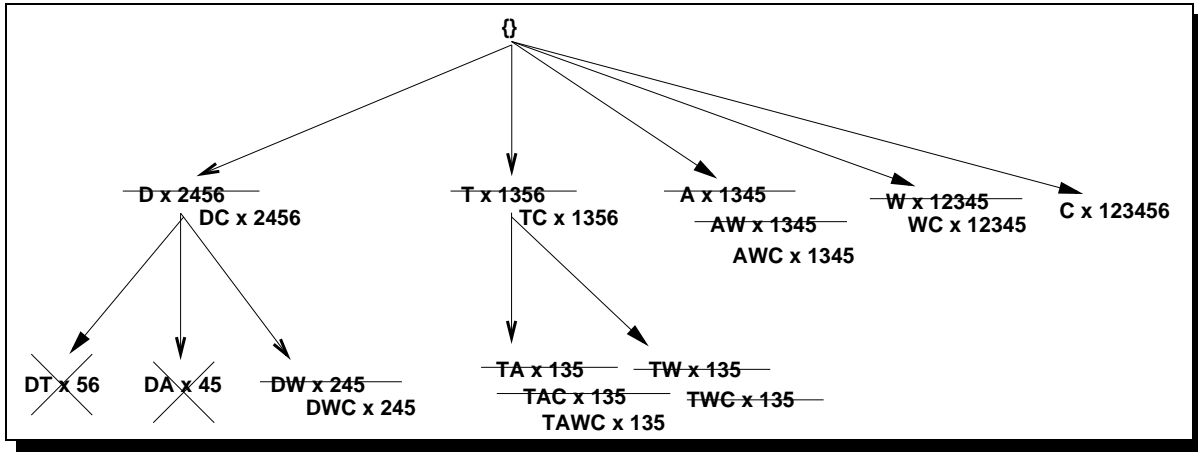 {}
D x 2456
DC x 2456
T x 1356
TC x 1356
A x 1345
AW x 1345
AWC x 1345
W x 12345
WC x 12345
C x 123456
DT x 56
DA x 45
DW x 245
DWC x 245
TA x 135
TAC x 135
TAWC x 135
TW x 135
TWC x 135